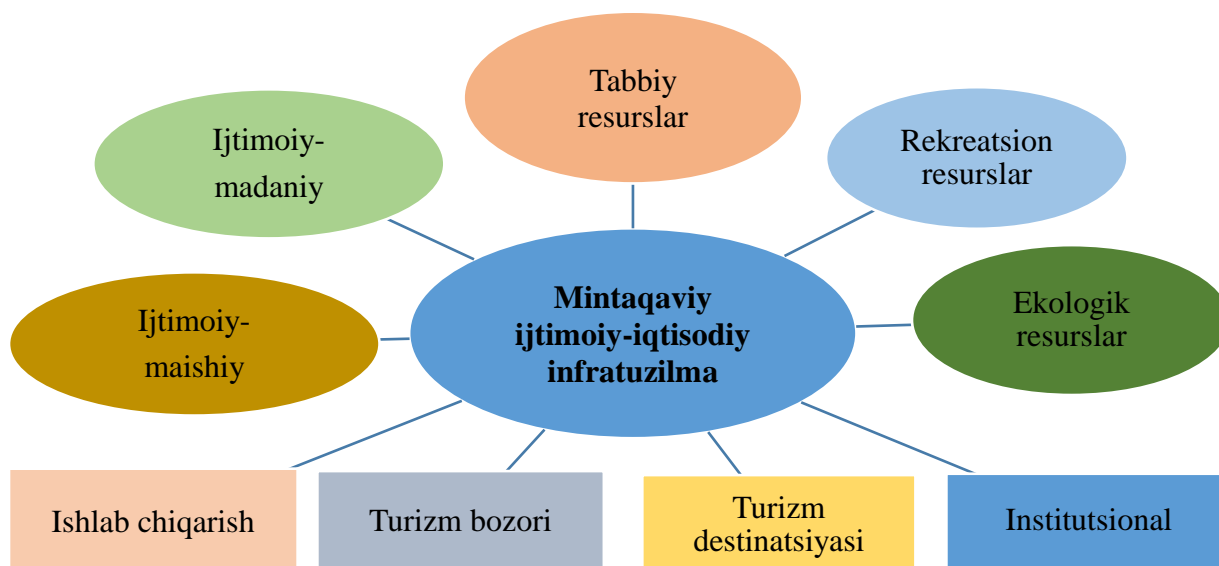 Tabbiy
resurslar
Ijtimoiy-
madaniy
Rekreatsion
resurslar
Mintaqaviy
ijtimoiy-iqtisodiy
infratuzilma
Ijtimoiy-
maishiy
Ekologik
resurslar
Ishlab chiqarish
Turizm bozori
Turizm
destinatsiyasi
Institutsional